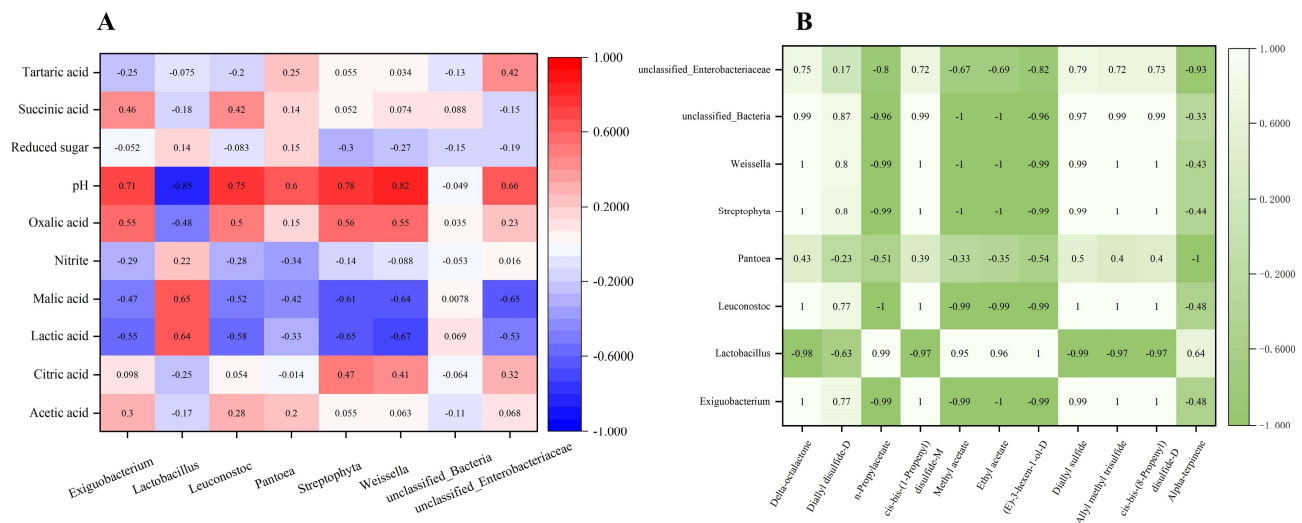 A
Tartaric acid -0.25 -0.075 -0.2 0.25 0.055 0.034 -0.13 0.42
Succinic acid 0.46 -0.18 0.42 0.14 0.052 0.074 0.088 -0.15
Reduced sugar -0.052 0.14 -0.083 0.15 -0.3 -0.27 -0.15 -0.19
pH 0.71 -0.85 0.75 0.6 0.78 0.82 -0.049 0.66
Oxalic acid 0.55 -0.48 0.5 0.15 0.56 0.55 0.035 0.23
Nitrite -0.29 0.22 -0.28 -0.34 -0.14 -0.088 -0.053 0.016
Malic acid -0.47 0.65 -0.52 -0.42 -0.61 -0.64 0.0078 -0.65
Lactic acid -0.55 0.64 -0.58 -0.33 -0.65 -0.67 0.069 -0.53
Citric acid 0.098 -0.25 0.054 -0.014 0.47 0.41 -0.064 0.32
Acetic acid 0.3 -0.17 0.28 0.2 0.055 0.063 -0.11 0.068
Exiguobacterium
Lactobacillus
Leuconostoc
Pantoea
Streptophyta
Weissella
unclassified_Bacteria
unclassified_Enterobacteriaceae
1.000
0.6000
0.2000
-0.2000
-0.6000
-1.000
B
unclassified_Enterobacteriaceae 0.75 0.17 -0.8 0.72 -0.67 -0.69 -0.82 0.79 0.72 0.73 -0.93
unclassified_Bacteria 0.99 0.87 -0.96 0.99 -1 -1 -0.96 0.97 0.99 0.99 -0.33
Weissella 1 0.8 -0.99 1 -1 -1 -0.99 0.99 1 1 -0.43
Streptophyta 1 0.8 -0.99 1 -1 -1 -0.99 0.99 1 1 -0.44
Pantoea 0.43 -0.23 -0.51 0.39 -0.33 -0.35 -0.54 0.5 0.4 0.4 -1
Leuconostoc 1 0.77 -1 1 -0.99 -0.99 -0.99 1 1 1 -0.48
Lactobacillus -0.98 -0.63 0.99 -0.97 0.95 0.96 1 -0.99 -0.97 -0.97 0.64
Exiguobacterium 1 0.77 -0.99 1 -0.99 -1 -0.99 0.99 1 1 -0.48
Delta-octalactone
Diallyl disulfide-D
n-Propylacetate
cis-bis-(1-Propenyl)
disulfide-M
Methyl acetate
Ethyl acetate
(E)-3-hexen-1-ol-D
Diallyl sulfide
Allyl methyl trisulfide
cis-bis-(8-Propenyl)
disulfide-D
Alpha-terpinene
1.000
0.6000
0.2000
-0.2000
-0.6000
-1.000